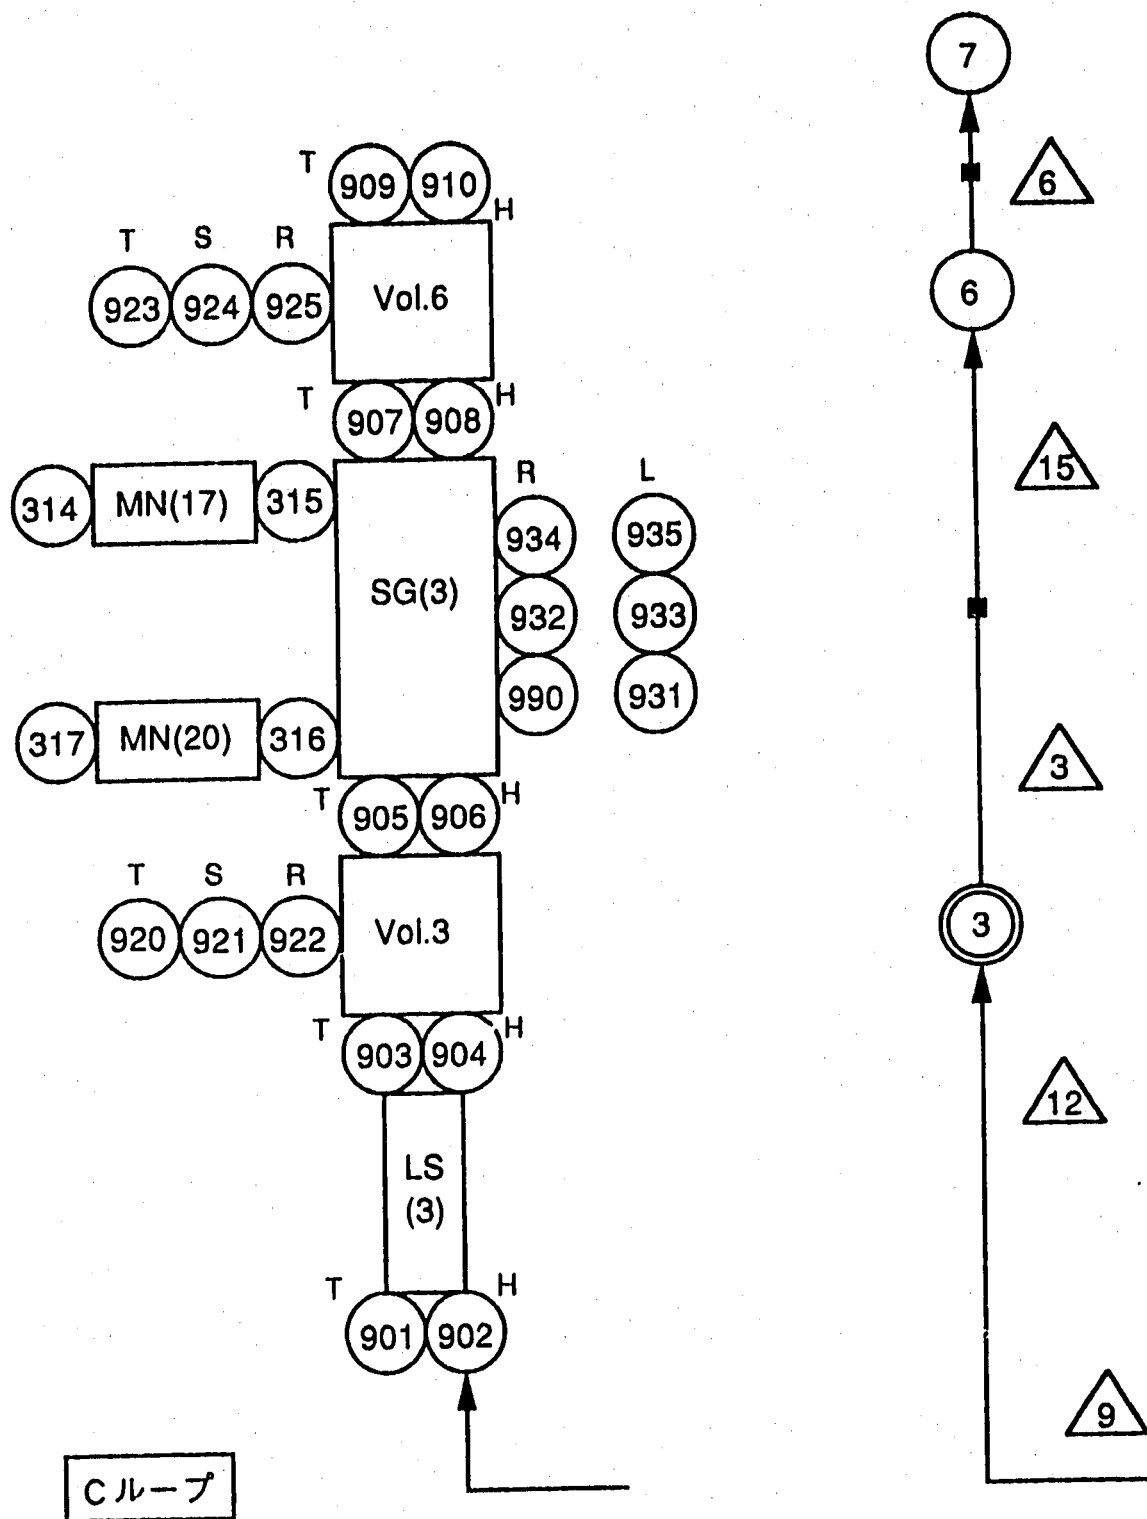 7
T 909 910 H
6
T S R
923 924 925 Vol.6
6
T 907 908 H
R L
314 MN(17) 315
934 935
15
SG(3)
932 933
990 931
317 MN(20) 316
3
T 905 906 H
T S R
920 921 922 Vol.3
3
T 903 904 H
12
LS
(3)
T H
901 902
9
Cループ